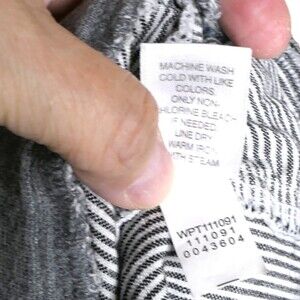 MACHINE WASH
COLD WITH LIKE
COLORS.
ONLY NON-
CHLORINE BLEACH
IF NEEDED.
LINE DRY.
WARM IRON
WITH STEAM.
WPT111091
111091
0043604